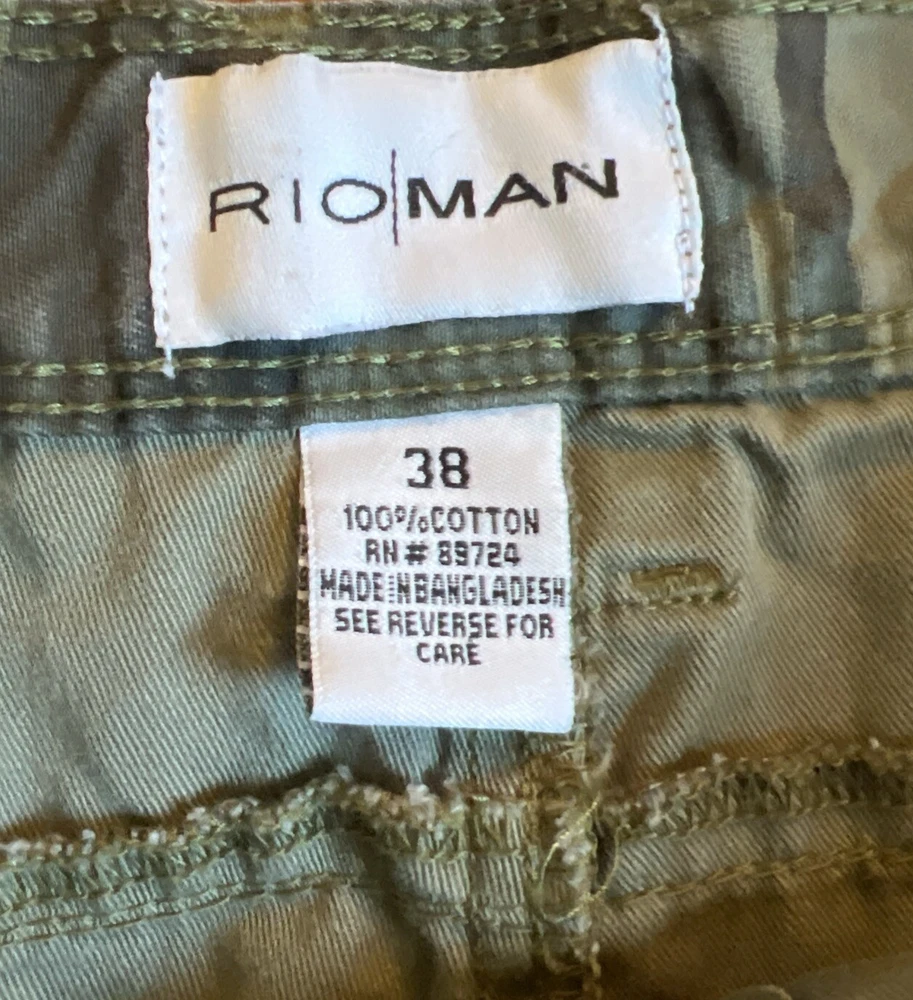 RIO|MAN
38
100%COTTON
RN # 89724
MADE IN BANGLADESH
SEE REVERSE FOR
CARE